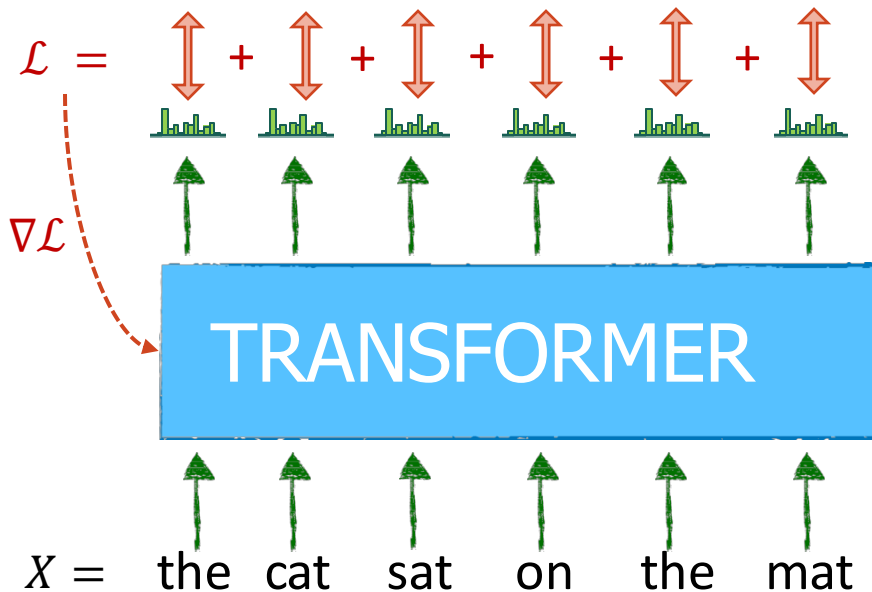 ℒ = + + + + +
∇ℒ
TRANSFORMER
X = the cat sat on the mat